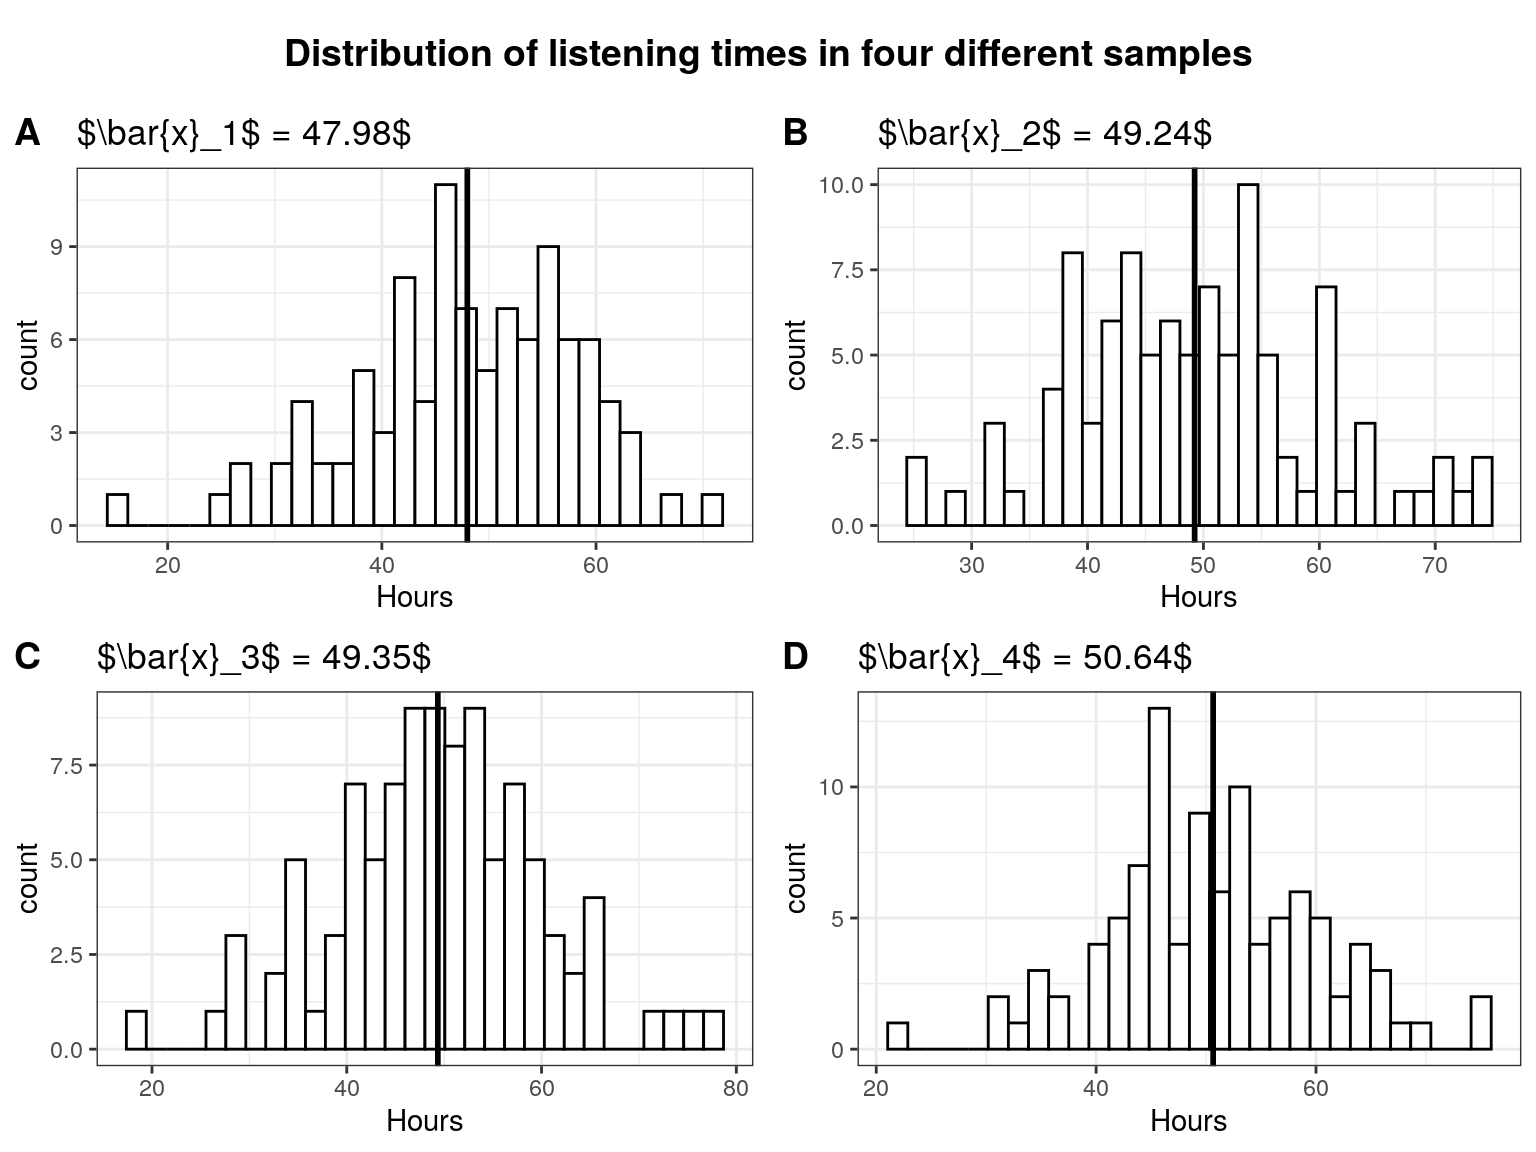 Distribution of listening times in four different samples
A $\bar{x}_1$ = 47.98$
9
6
3
0
count
20 40 60
Hours
B $\bar{x}_2$ = 49.24$
10.0
7.5
5.0
2.5
0.0
count
30 40 50 60 70
Hours
C $\bar{x}_3$ = 49.35$
7.5
5.0
2.5
0.0
count
20 40 60 80
Hours
D $\bar{x}_4$ = 50.64$
10
5
0
count
20 40 60
Hours